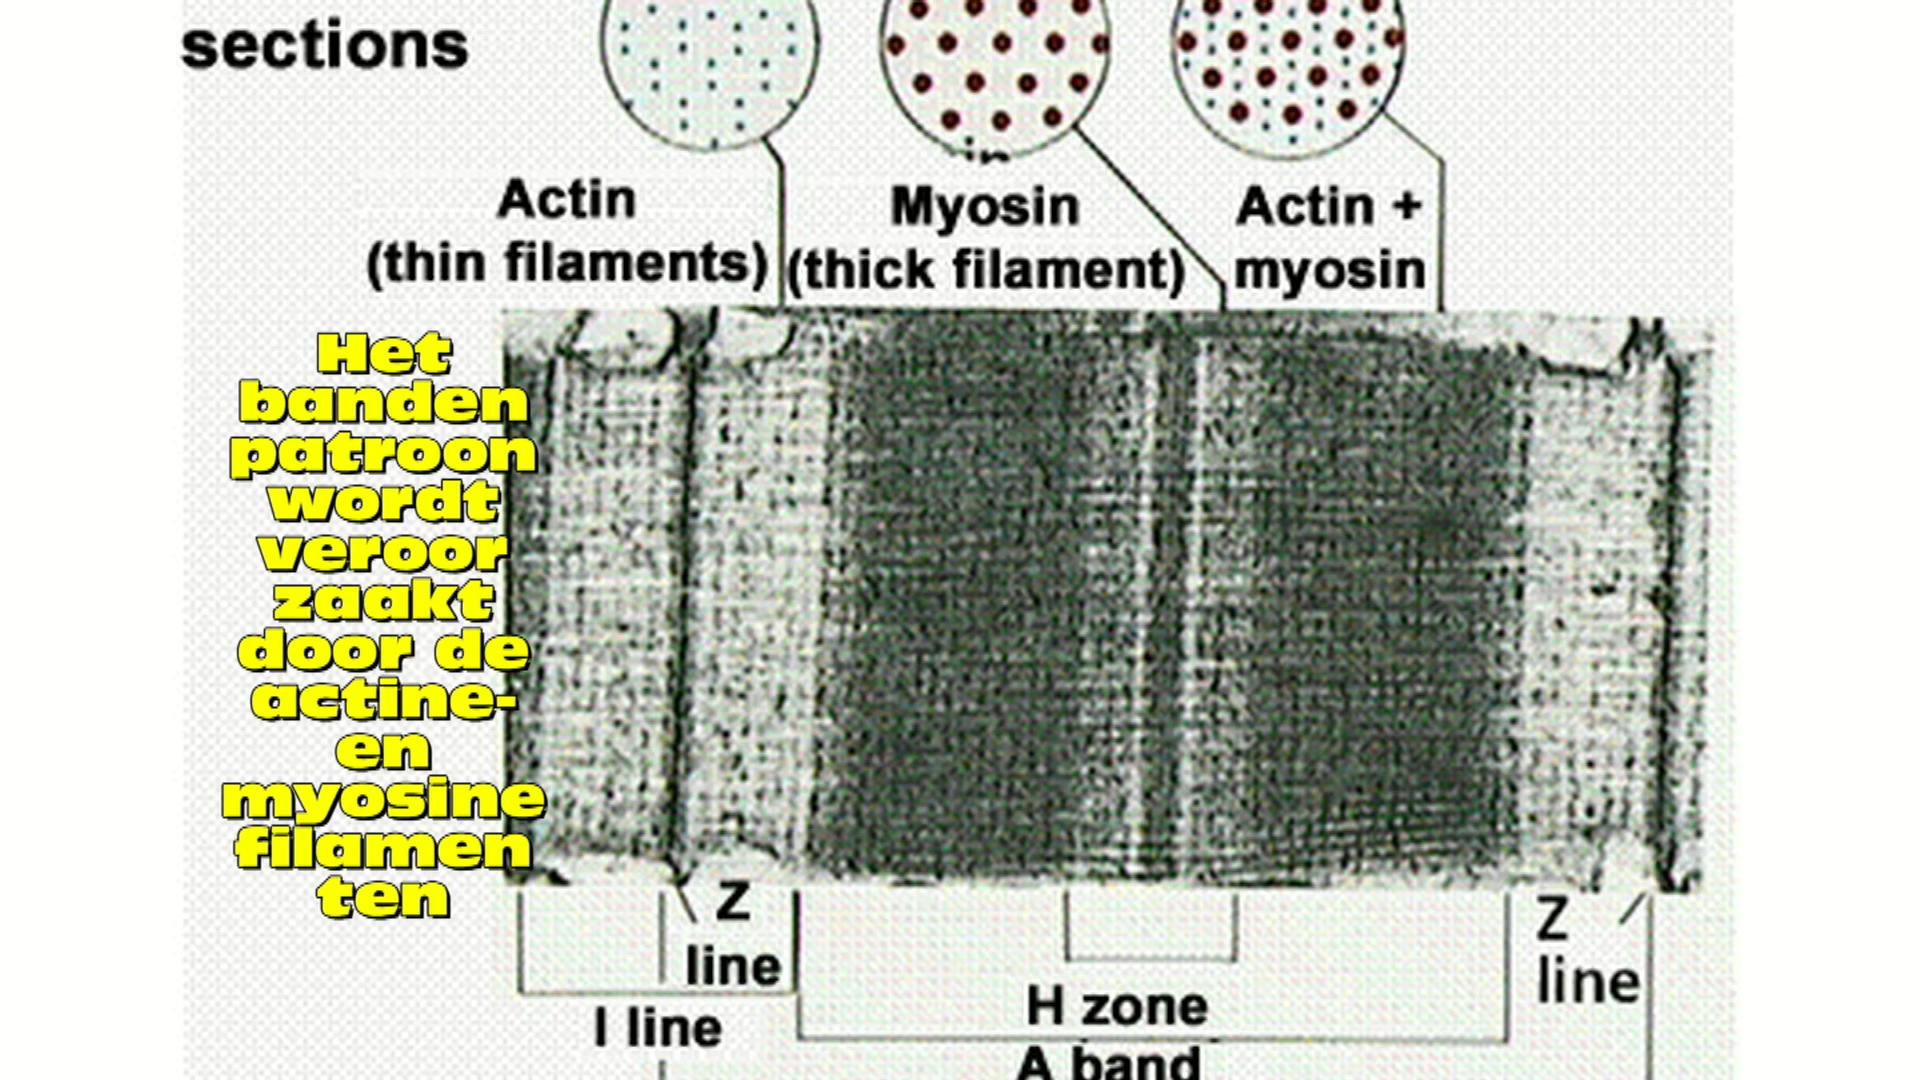 sections
in
Actin
(thin filaments)
Myosin
(thick filament)
Actin +
myosin
Het
banden
patroon
wordt
veroor
zaakt
door de
actine-
en
myosine
filamen
ten
Z
line
Z
line
I line
H zone
A band